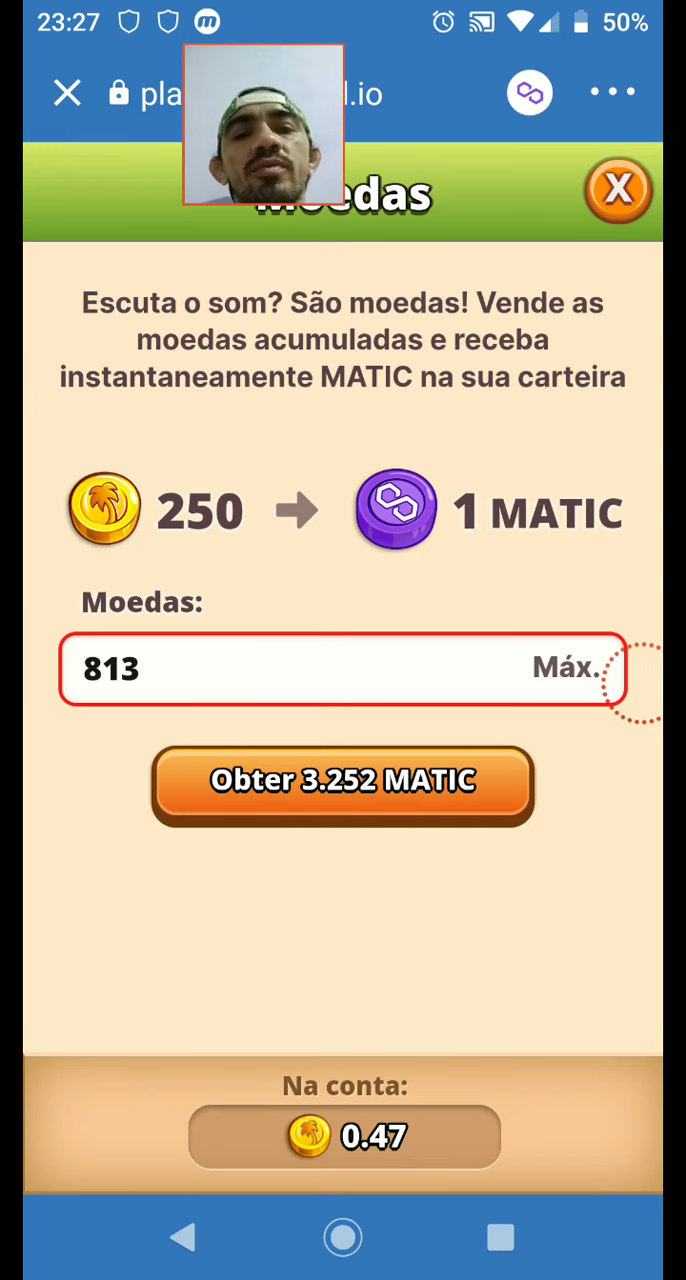 23:27
50%
pla
l.io
Moedas
X
Escuta o som? São moedas! Vende as
moedas acumuladas e receba
instantaneamente MATIC na sua carteira
250
1 MATIC
Moedas:
813
Máx.
Obter 3.252 MATIC
Na conta:
0.47